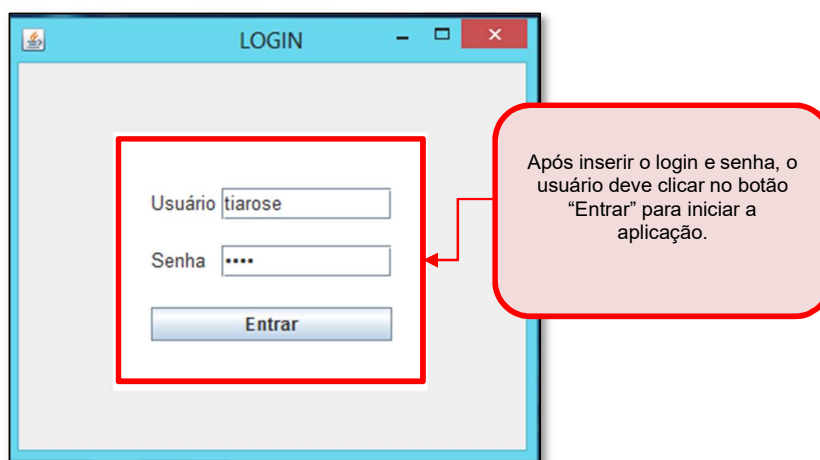 LOGIN
Usuário tiarose
Senha ••••
Entrar
Após inserir o login e senha, o
usuário deve clicar no botão
“Entrar” para iniciar a
aplicação.